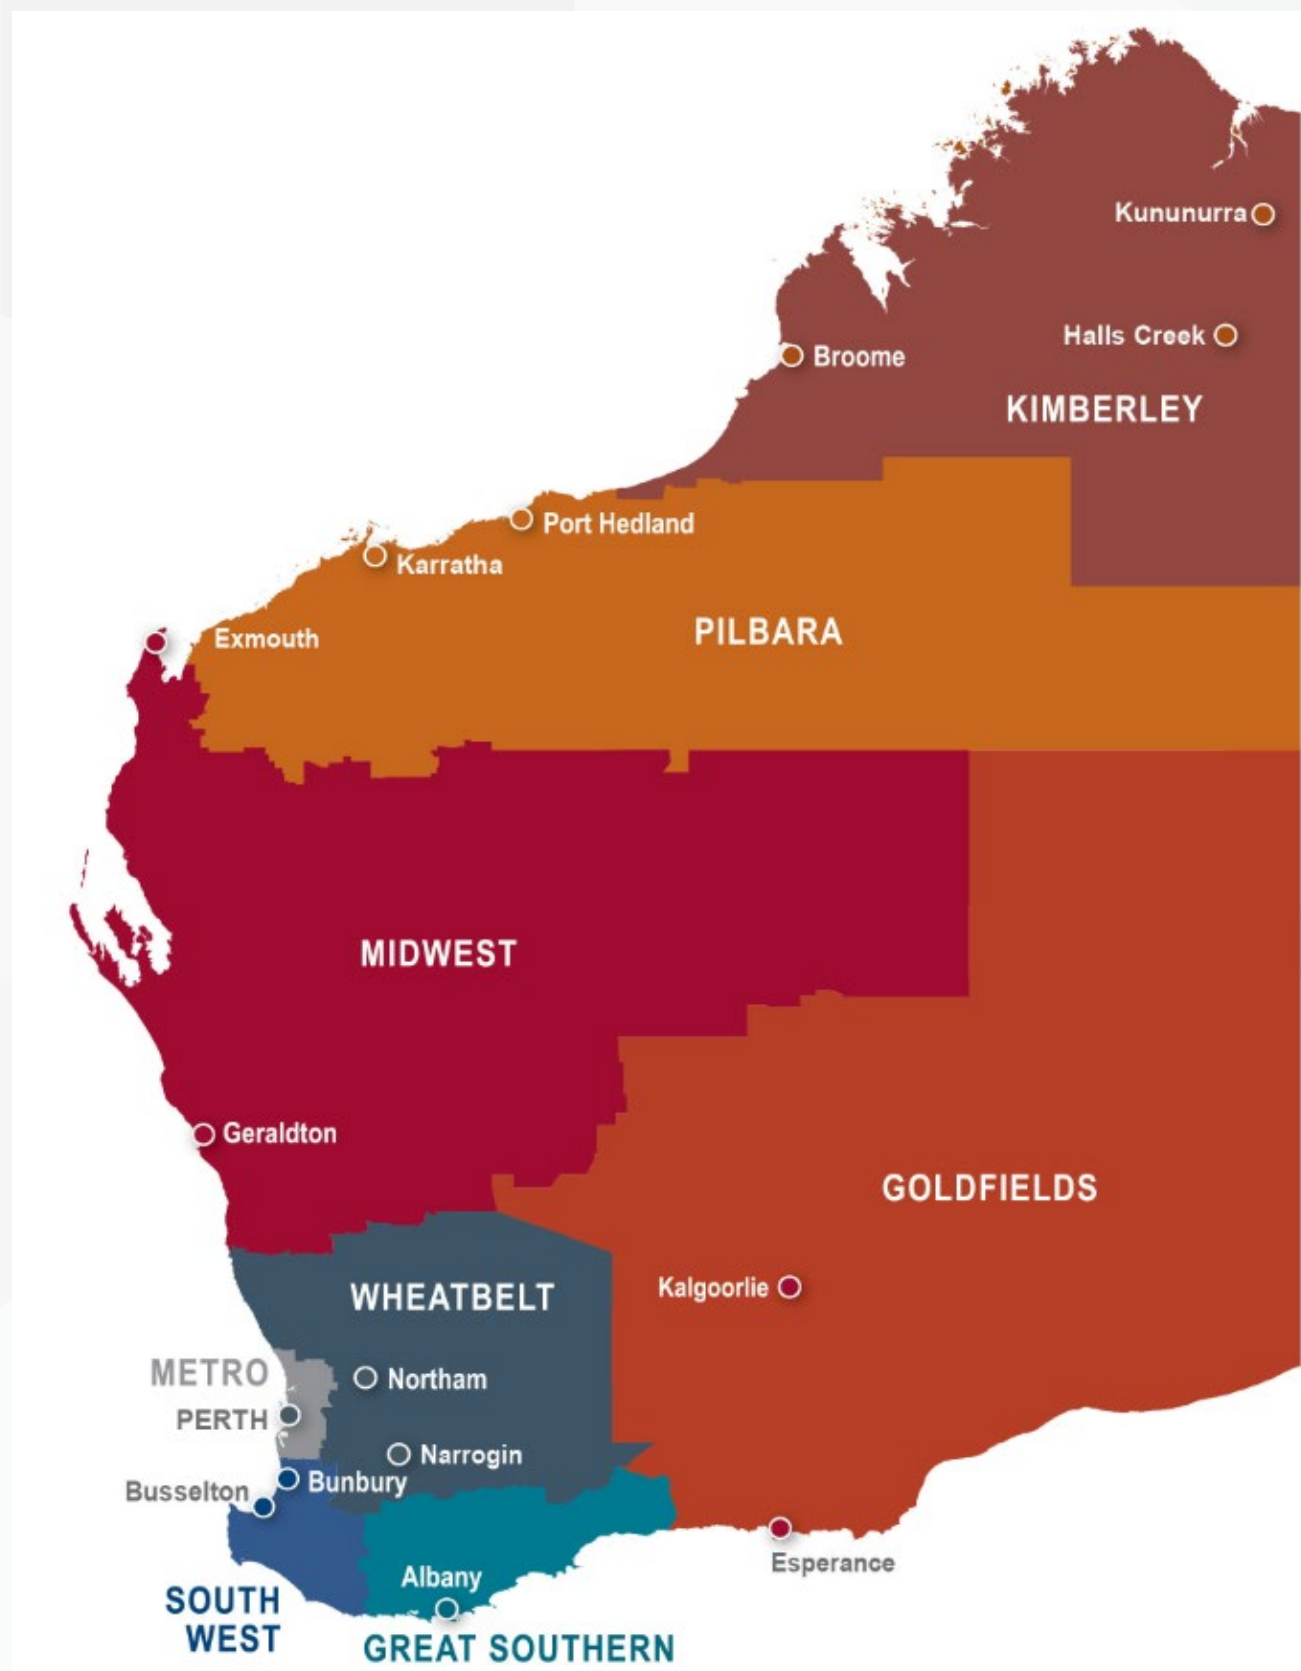 Kununurra
Halls Creek
Broome
KIMBERLEY
Port Hedland
Karratha
PILBARA
Exmouth
MIDWEST
Geraldton
GOLDFIELDS
Kalgoorlie
WHEATBELT
METRO
Northam
PERTH
Narrogin
Bunbury
Busselton
Esperance
Albany
SOUTH
WEST
GREAT SOUTHERN